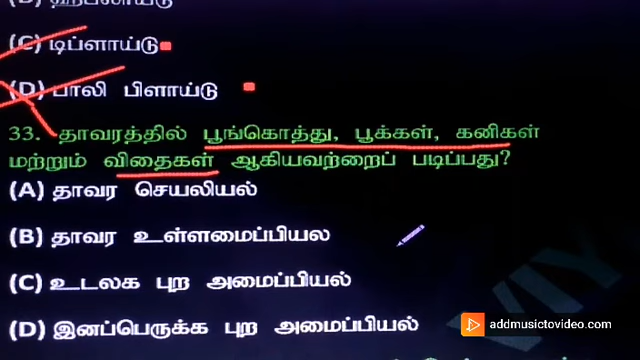 (B) ஹாப்ளாய்டு
(C) டிப்ளாய்டு
(D) பாலி பிளாய்டு
33. தாவரத்தில் பூங்கொத்து, பூக்கள், கனிகள்
மற்றும் விதைகள் ஆகியவற்றைப் படிப்பது?
(A) தாவர செயலியல்
(B) தாவர உள்ளமைப்பியல
(C) உடலக புற அமைப்பியல்
(D) இனப்பெருக்க புற அமைப்பியல்
VIY
addmusictovideo.com